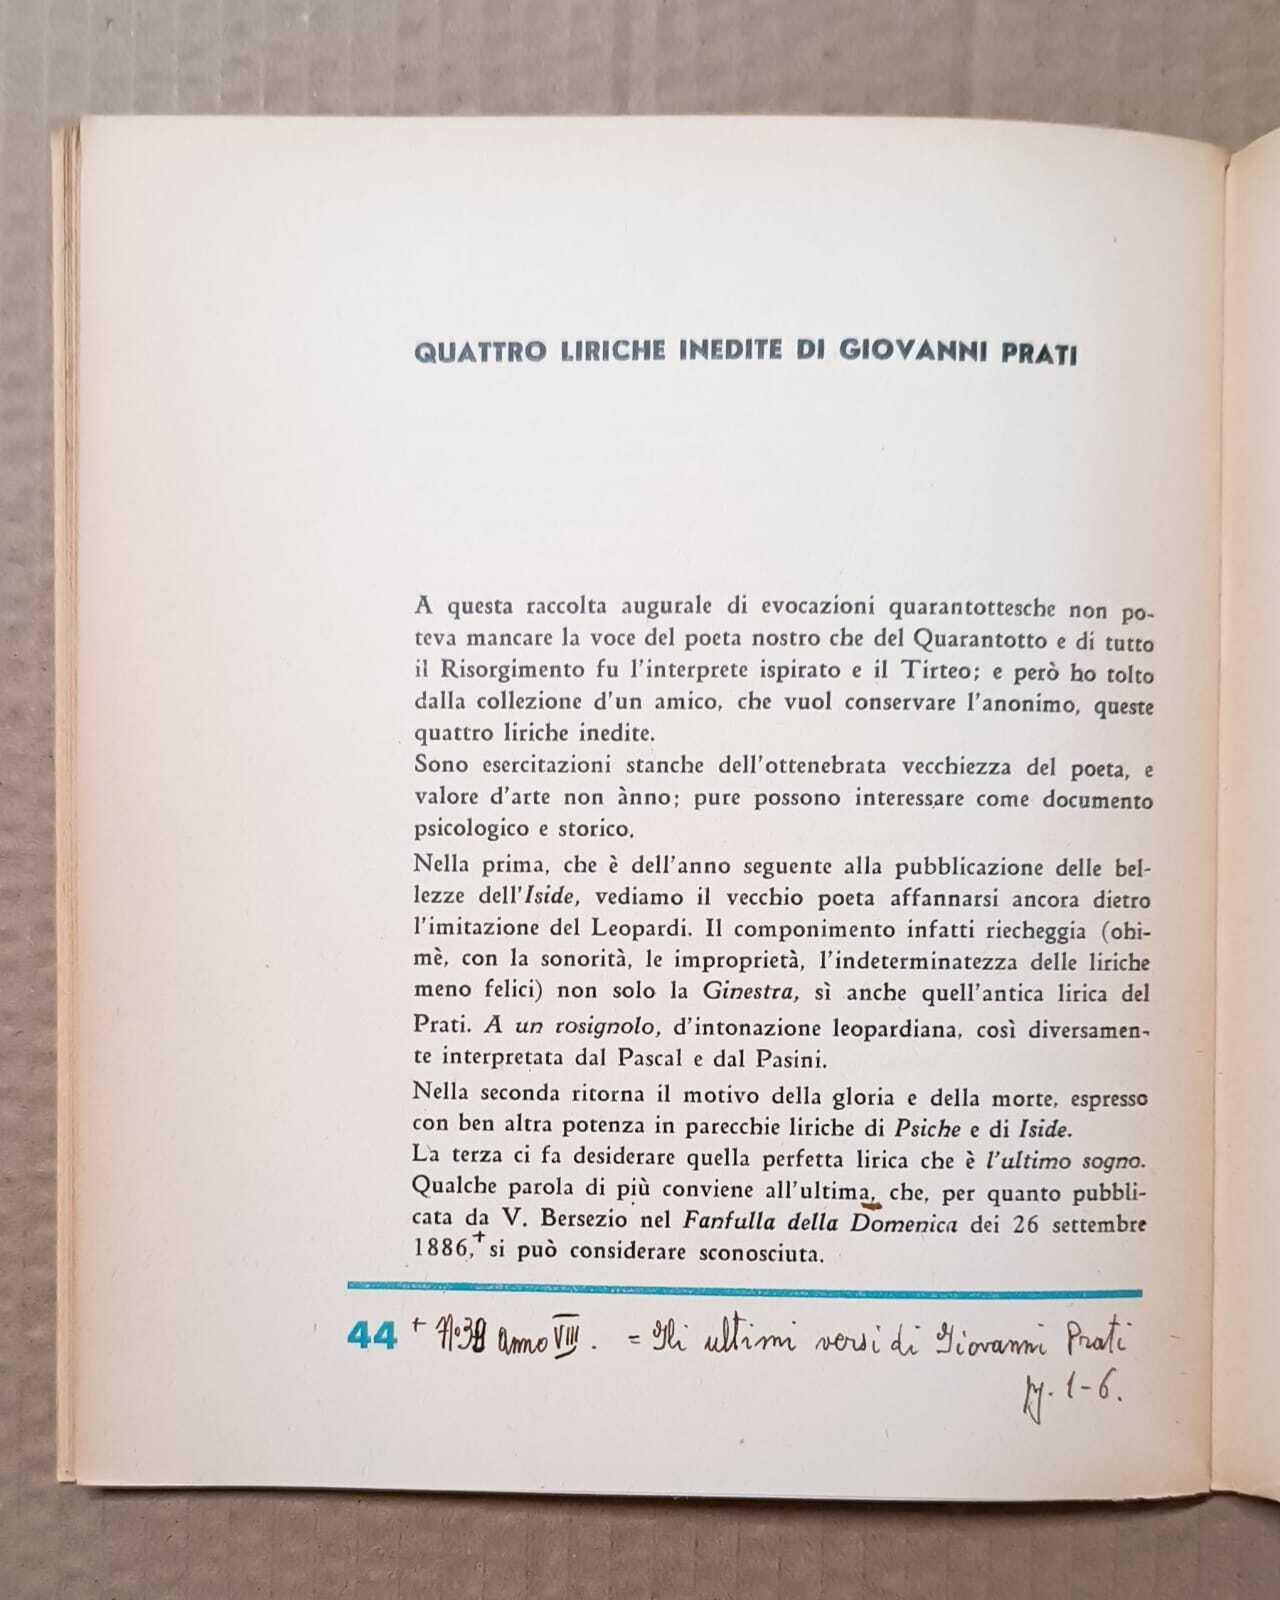 QUATTRO LIRICHE INEDITE DI GIOVANNI PRATI
A questa raccolta augurale di evocazioni quarantottesche non po-
teva mancare la voce del poeta nostro che del Quarantotto e di tutto
il Risorgimento fu l'interprete ispirato e il Tirteo; e però ho tolto
dalla collezione d'un amico, che vuol conservare l'anonimo, queste
quattro liriche inedite.
Sono esercitazioni stanche dell'ottenebrata vecchiezza del poeta, e
valore d'arte non ànno; pure possono interessare come documento
psicologico e storico.
Nella prima, che è dell'anno seguente alla pubblicazione delle bel-
lezze dell'Iside, vediamo il vecchio poeta affannarsi ancora dietro
l'imitazione del Leopardi. Il componimento infatti riecheggia (ohi-
mè, con la sonorità, le improprietà, l'indeterminatezza delle liriche
meno felici) non solo la Ginestra, sì anche quell'antica lirica del
Prati. A un rosignolo, d'intonazione leopardiana, così diversamen-
te interpretata dal Pascal e dal Pasini.
Nella seconda ritorna il motivo della gloria e della morte, espresso
con ben altra potenza in parecchie liriche di Psiche e di Iside.
La terza ci fa desiderare quella perfetta lirica che è l'ultimo sogno.
Qualche parola di più conviene all'ultima, che, per quanto pubbli-
cata da V. Bersezio nel Fanfulla della Domenica dei 26 settembre
1886,+ si può considerare sconosciuta.
44 + No anno VIII. = Gli ultimi versi di Giovanni Prati
1-6.